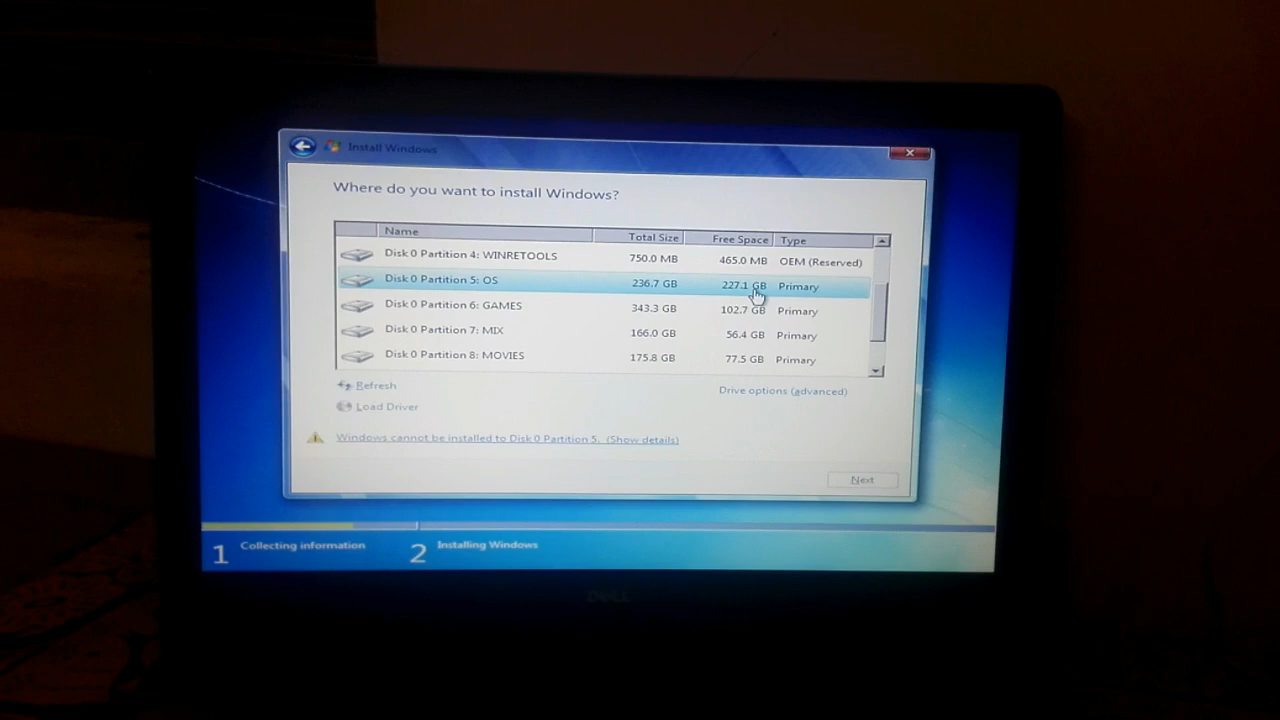 Install Windows
Where do you want to install Windows?
Name Total Size Free Space Type
Disk 0 Partition 4: WINRETOOLS 750.0 MB 465.0 MB OEM (Reserved)
Disk 0 Partition 5: OS 236.7 GB 227.1 GB Primary
Disk 0 Partition 6: GAMES 343.3 GB 102.7 GB Primary
Disk 0 Partition 7: MIX 166.0 GB 56.4 GB Primary
Disk 0 Partition 8: MOVIES 175.8 GB 77.5 GB Primary
Refresh Drive options (advanced)
Load Driver
Windows cannot be installed to Disk 0 Partition 5. (Show details)
Next
1 Collecting information 2 Installing Windows
DELL